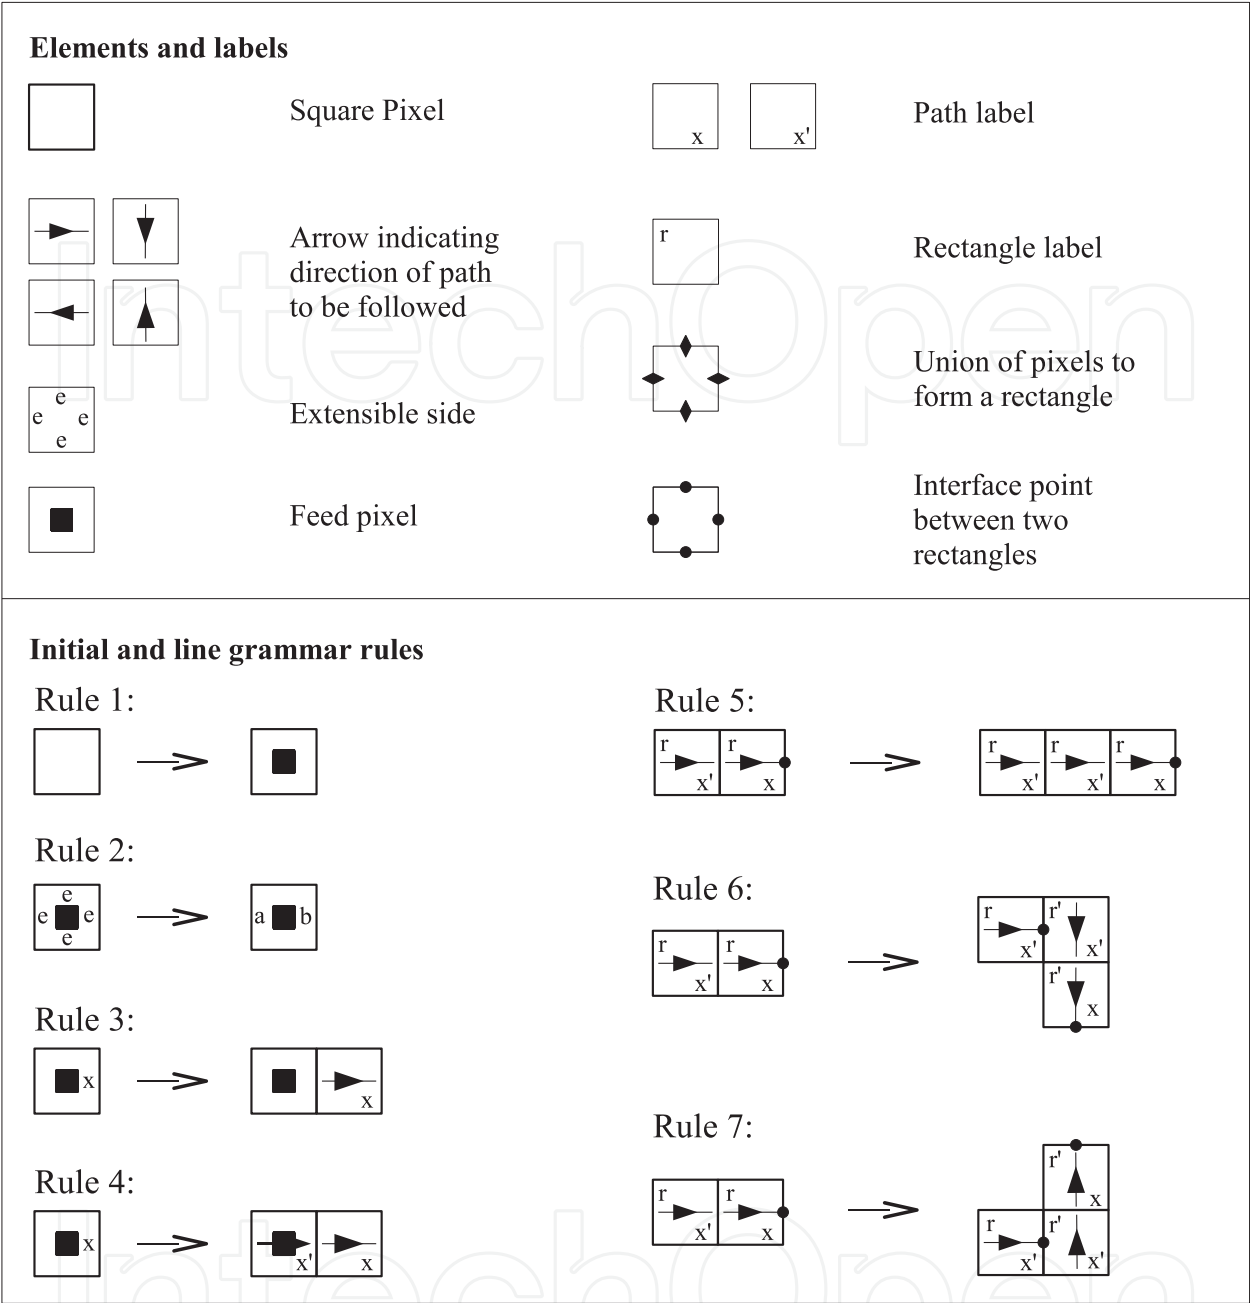 Elements and labels
Square Pixel
x x'
Path label
Arrow indicating
direction of path
to be followed
r
Rectangle label
Union of pixels to
form a rectangle
e
e e
e
Extensible side
Feed pixel
Interface point
between two
rectangles
IntechOpen
Initial and line grammar rules
Rule 1:
Rule 2:
e
e e
e
a b
Rule 3:
x
x
Rule 4:
x
x' x
Rule 5:
r r
x' x
r r r
x' x' x
Rule 6:
r r
x' x
r r'
x' x'
r'
x
Rule 7:
r r
x' x
r'
x
r r'
x' x'
IntechOpen